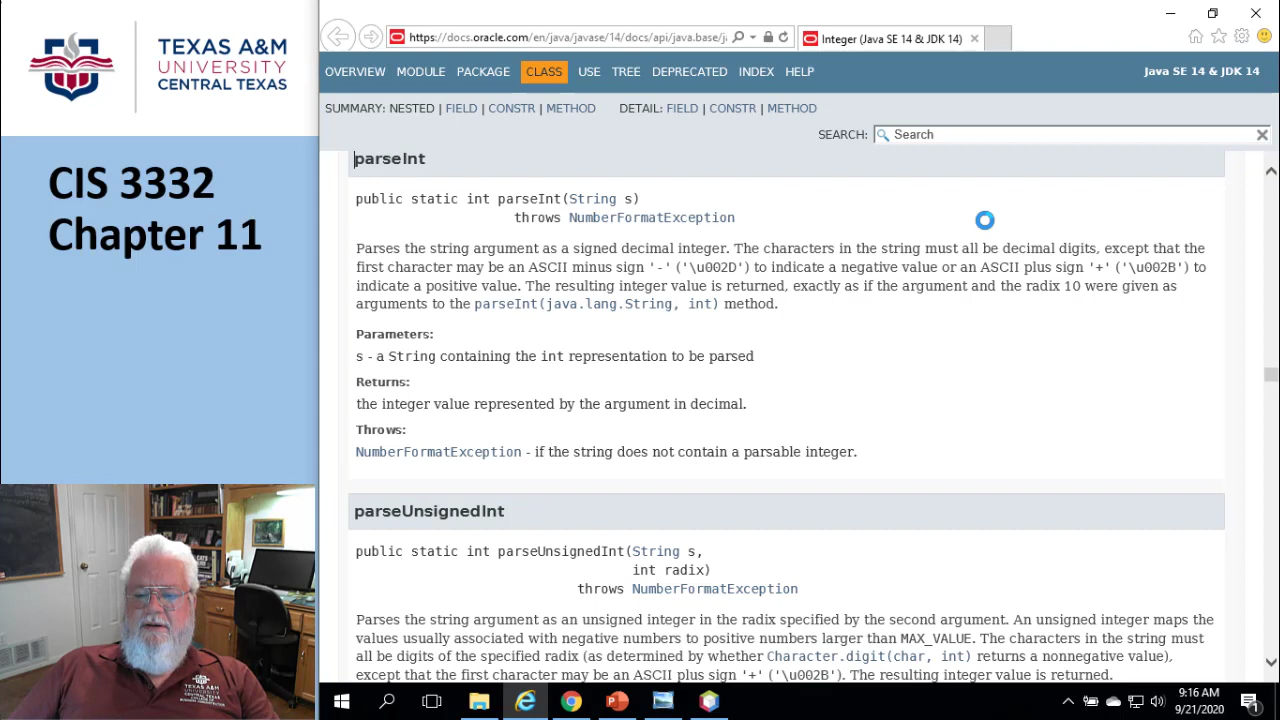 TEXAS A&M
UNIVERSITY
CENTRAL TEXAS
CIS 3332
Chapter 11
https://docs.oracle.com/en/java/javase/14/docs/api/java.base/j
Integer (Java SE 14 & JDK 14)
OVERVIEW MODULE PACKAGE CLASS USE TREE DEPRECATED INDEX HELP
Java SE 14 & JDK 14
SUMMARY: NESTED | FIELD | CONSTR | METHOD DETAIL: FIELD | CONSTR | METHOD
SEARCH: Search
parseInt
public static int parseInt(String s)
throws NumberFormatException
Parses the string argument as a signed decimal integer. The characters in the string must all be decimal digits, except that the
first character may be an ASCII minus sign '-' ('\u002D') to indicate a negative value or an ASCII plus sign '+' ('\u002B') to
indicate a positive value. The resulting integer value is returned, exactly as if the argument and the radix 10 were given as
arguments to the parseInt(java.lang.String, int) method.
Parameters:
s - a String containing the int representation to be parsed
Returns:
the integer value represented by the argument in decimal.
Throws:
NumberFormatException - if the string does not contain a parsable integer.
parseUnsignedInt
public static int parseUnsignedInt(String s,
int radix)
throws NumberFormatException
Parses the string argument as an unsigned integer in the radix specified by the second argument. An unsigned integer maps the
values usually associated with negative numbers to positive numbers larger than MAX_VALUE. The characters in the string must
all be digits of the specified radix (as determined by whether Character.digit(char, int) returns a nonnegative value),
except that the first character may be an ASCII plus sign '+' ('\u002B'). The resulting integer value is returned.
TEXAS A&M
UNIVERSITY
CENTRAL TEXAS
9:16 AM
9/21/2020
1